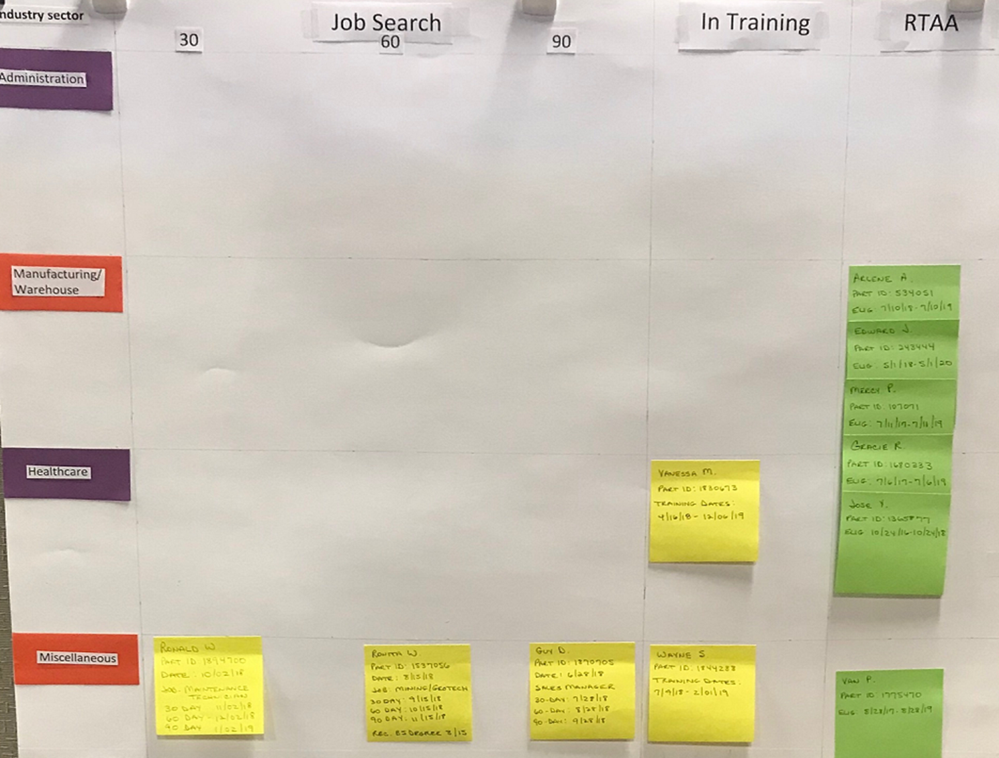 ndustry sector
Job Search
In Training
RTAA
30
60
90
Administration
Manufacturing/
Warehouse
ARLENE A.
PART ID: 534051
ELIG: 7/10/18-7/10/19
EDWARD J.
PART ID: 243444
ELIG: 5/1/18-5/1/20
MERCY P.
PART ID: 107071
ELIG: 7/11/17-7/11/19
GRACIE R.
PART ID: 1680333
ELIG: 7/6/17-7/6/19
JOSE Y.
PART ID:
ELIG 10/24/16-10/24/18
Healthcare
VANESSA M.
PART ID: 1830673
TRAINING DATES:
4/16/18 - 12/06/19
Miscellaneous
RONALD W
PART ID: 1894700
DATE: 10/02/18
JOB: MAINTENANCE
TECHNICIAN
30 DAY 11/02/18
60 DAY - 12/02/18
90 DAY 1/02/19
W.
PART ID: 1537056
DATE: 8/15/18
JOB: MINING/GEOTECH
30 DAY: 9/15/18
60 DAY: 10/15/18
90 DAY: 11/15/18
REC. BS DEGREE 8/15
GUY D.
PART ID: 1870705
DATE: 6/28/18
SALES MANAGER
30-DAY: 7/28/18
60-DAY: 8/28/18
90-DAY: 9/28/18
WAYNE S.
PART ID: 1844288
TRAINING DATES:
7/9/18 - 2/01/19
VAN P.
PART ID: 1775470
ELIG: 8/28/17-8/28/19